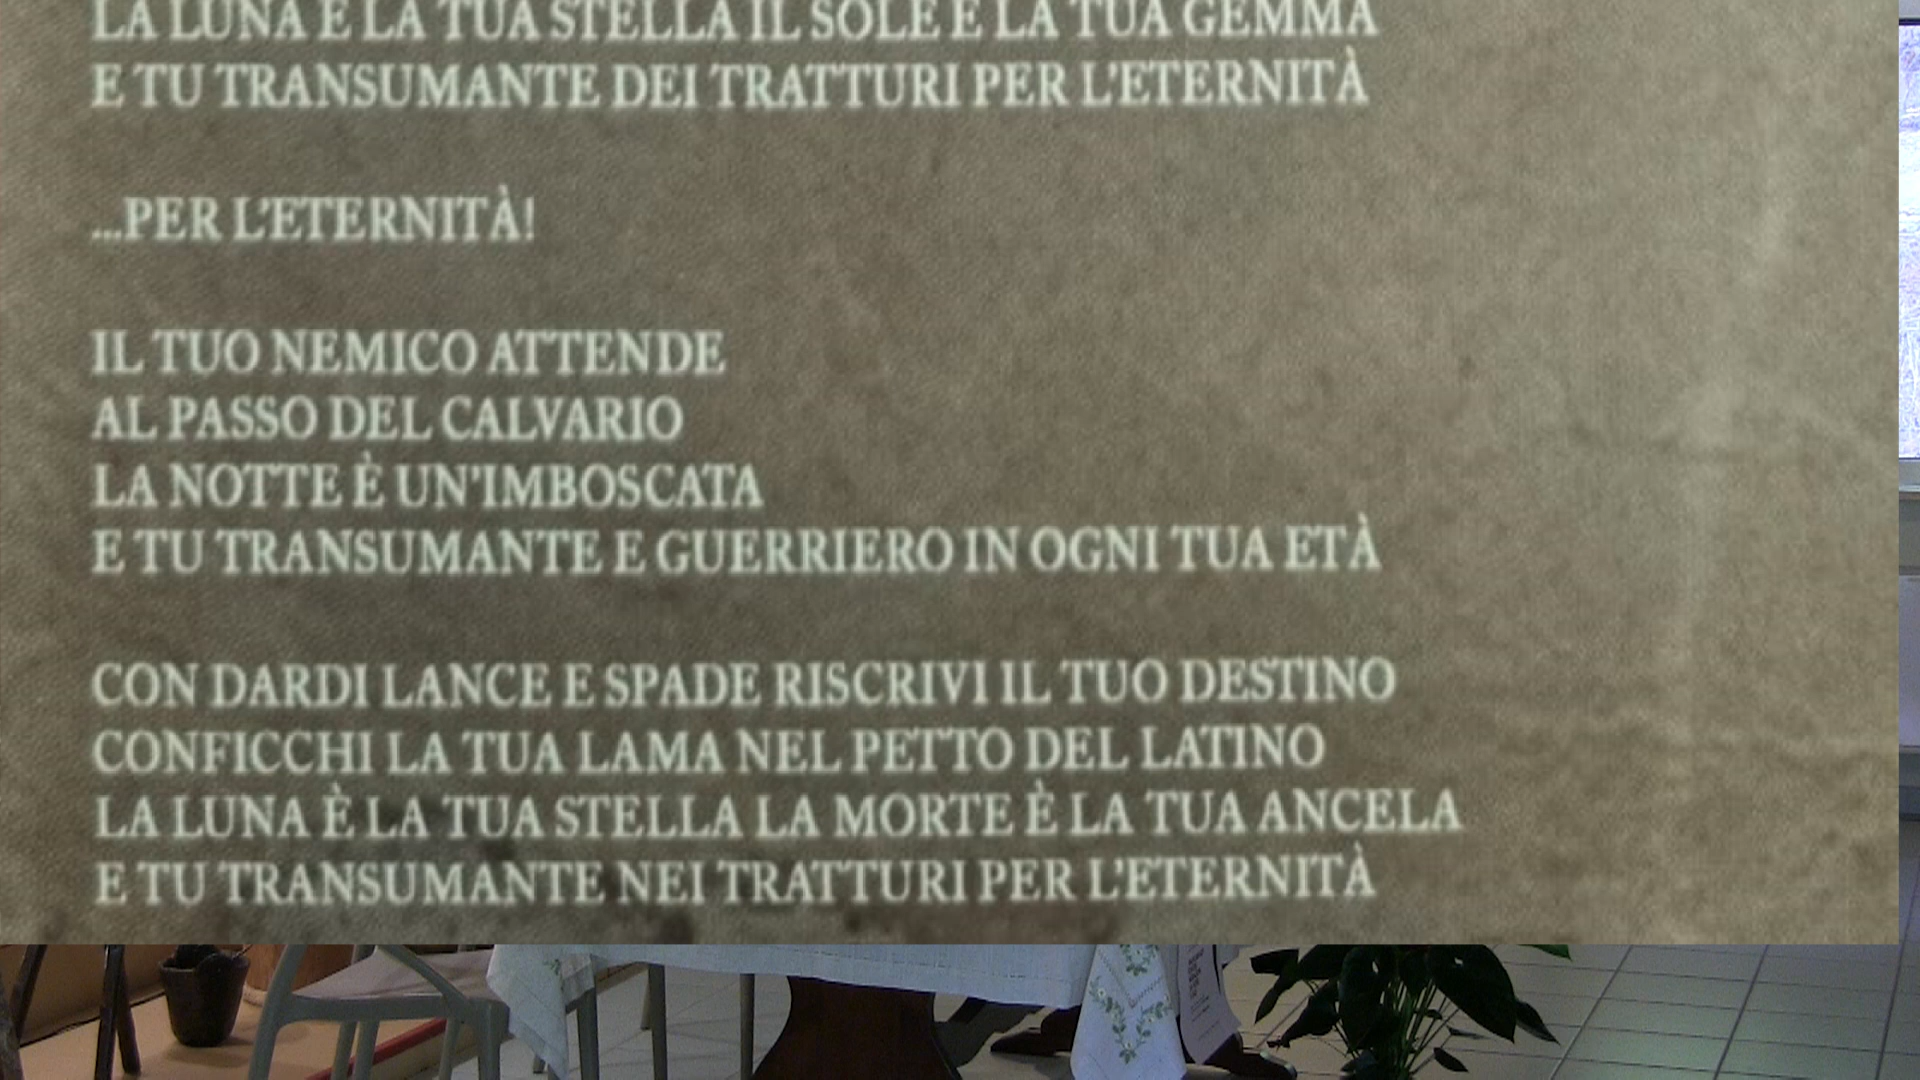 LA LUNA È LA TUA STELLA IL SOLE È LA TUA GEMMA
E TU TRANSUMANTE DEI TRATTURI PER L'ETERNITÀ
...PER L'ETERNITÀ!
IL TUO NEMICO ATTENDE
AL PASSO DEL CALVARIO
LA NOTTE È UN'IMBOSCATA
E TU TRANSUMANTE E GUERRIERO IN OGNI TUA ETÀ
CON DARDI LANCE E SPADE RISCRIVI IL TUO DESTINO
CONFICCHI LA TUA LAMA NEL PETTO DEL LATINO
LA LUNA È LA TUA STELLA LA MORTE È LA TUA ANCELA
E TU TRANSUMANTE NEI TRATTURI PER L'ETERNITÀ